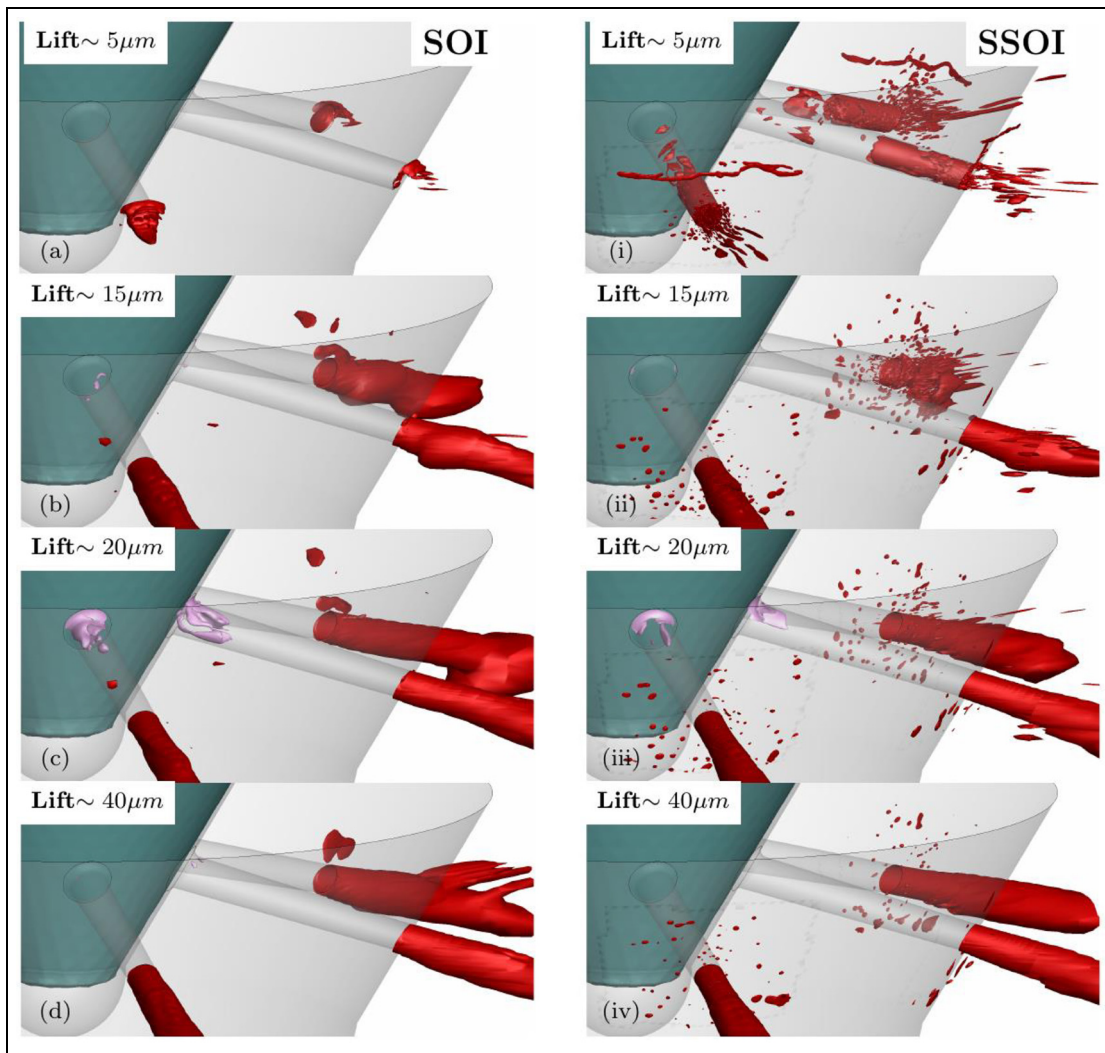 Lift∼ 5μm SOI
(a)
Lift∼ 5μm SSOI
(i)
Lift∼ 15μm
(b)
Lift∼ 15μm
(ii)
Lift∼ 20μm
(c)
Lift∼ 20μm
(iii)
Lift∼ 40μm
(d)
Lift∼ 40μm
(iv)